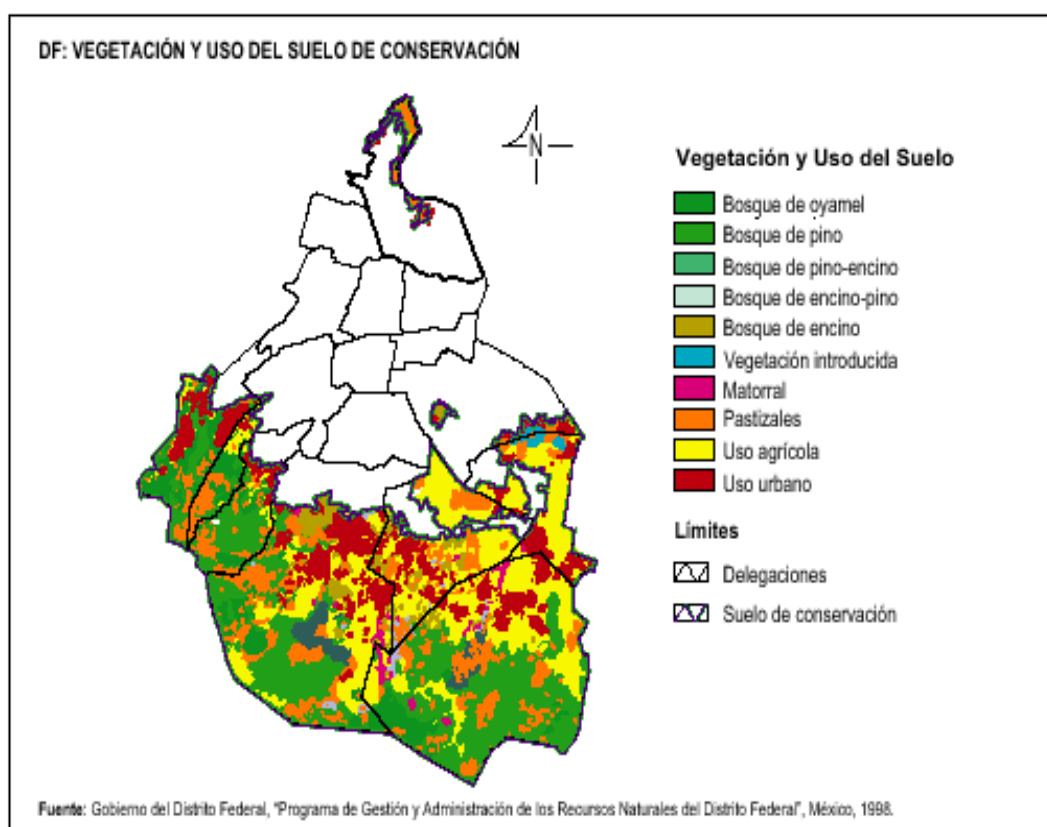 DF: VEGETACIÓN Y USO DEL SUELO DE CONSERVACIÓN
N
Vegetación y Uso del Suelo
Bosque de oyamel
Bosque de pino
Bosque de pino-encino
Bosque de encino-pino
Bosque de encino
Vegetación introducida
Matorral
Pastizales
Uso agrícola
Uso urbano
Límites
Delegaciones
Suelo de conservación
Fuente: Gobierno del Distrito Federal, "Programa de Gestión y Administración de los Recursos Naturales del Distrito Federal", México, 1998.